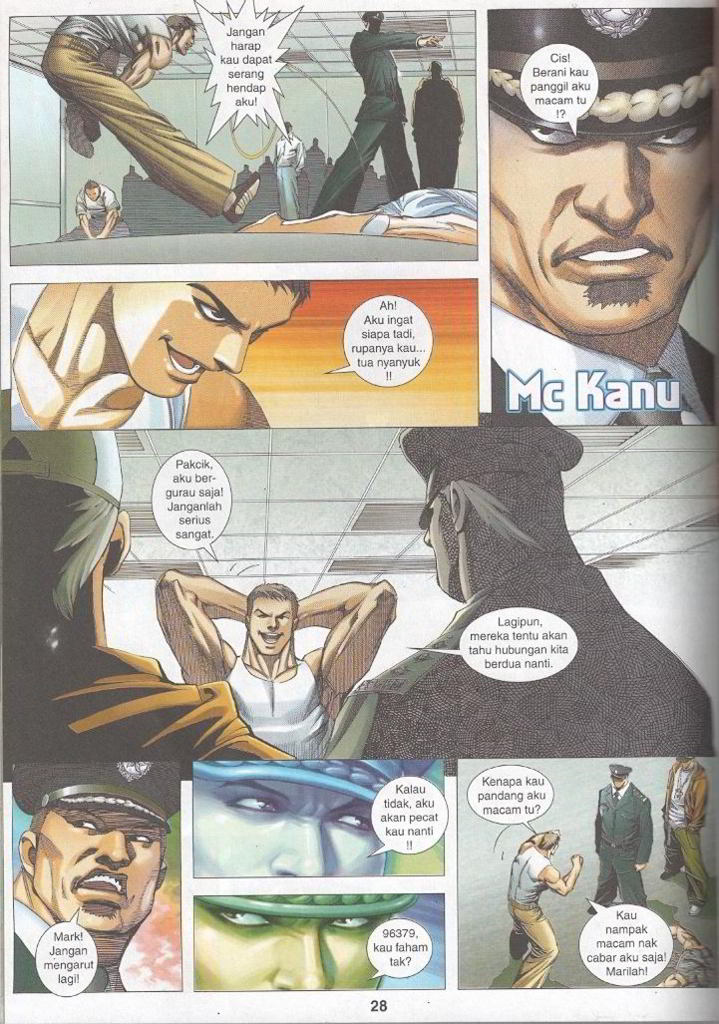 Jangan
harap
kau dapat
serang
hendap
aku!
Cis!
Berani kau
panggil aku
macam tu
!?
Ah!
Aku ingat
siapa tadi,
rupanya kau...
tua nyanyuk
!!
Mc Kanu
Pakcik,
aku ber-
gurau saja!
Janganlah
serius
sangat.
Lagipun,
mereka tentu akan
tahu hubungan kita
berdua nanti.
Mark!
Jangan
mengarut
lagi!
Kalau
tidak, aku
akan pecat
kau nanti
!!
96379,
kau faham
tak?
Kenapa kau
pandang aku
macam tu?
Kau
nampak
macam nak
cabar aku saja!
Marilah!
28